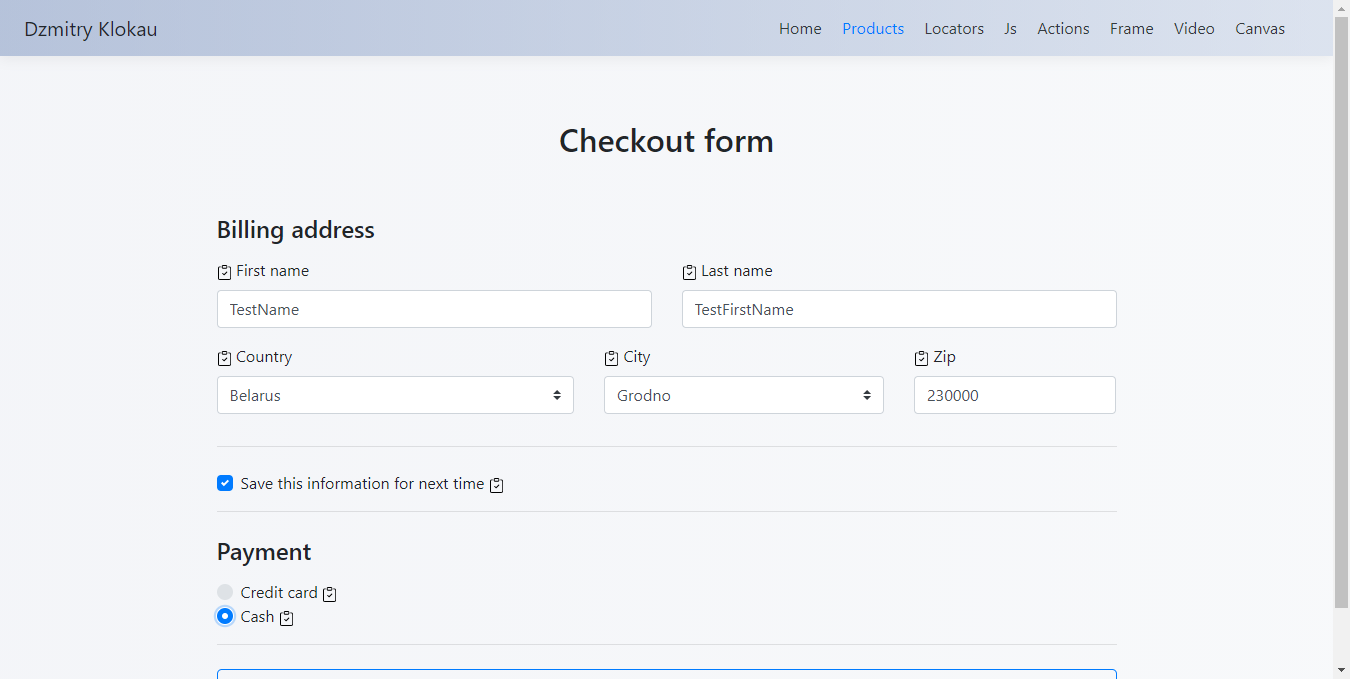 Dzmitry Klokau Home Products Locators Js Actions Frame Video Canvas
Checkout form
Billing address
First name Last name
TestName TestFirstName
Country City Zip
Belarus Grodno 230000
Save this information for next time
Payment
Credit card
Cash